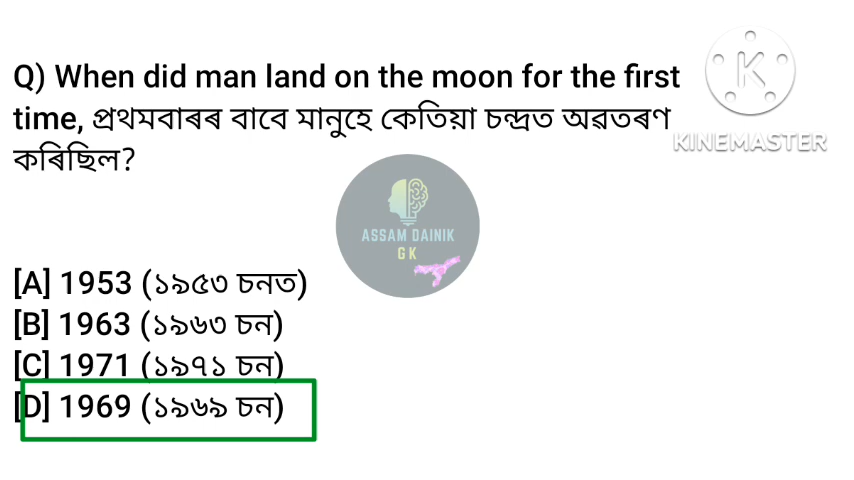 Q) When did man land on the moon for the first
time, প্ৰথমবাৰৰ বাবে মানুহে কেতিয়া চন্দ্ৰত অৱতৰণ
কৰিছিল?
K
KINEMASTER
ASSAM DAINIK
GK
[A] 1953 (১৯৫৩ চনত)
[B] 1963 (১৯৬৩ চন)
[C] 1971 (১৯৭১ চন)
[D] 1969 (১৯৬৯ চন)